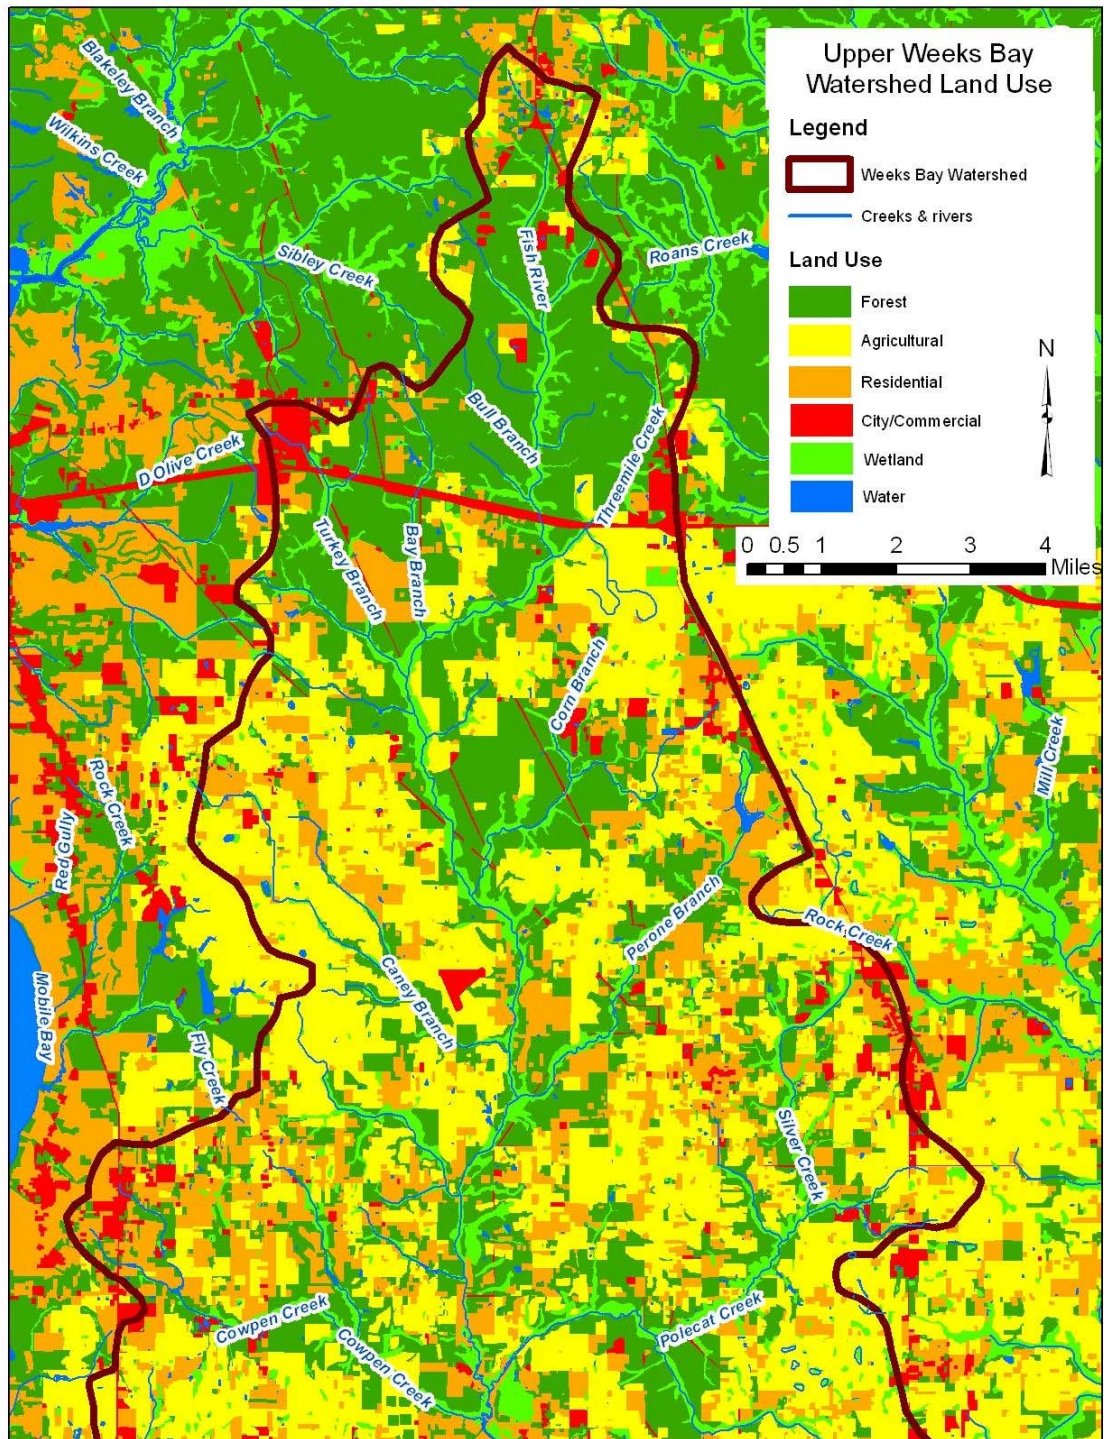 Upper Weeks Bay
Watershed Land Use
Legend
Weeks Bay Watershed
Creeks & rivers
Land Use
Forest
Agricultural
Residential
City/Commercial
Wetland
Water
N
0 0.5 1 2 3 4
Miles
Blakeley Branch
Wilkins Creek
Sibley Creek
Fish River
Roans Creek
Bull Branch
Threemile Creek
D Olive Creek
Turkey Branch
Bay Branch
Corn Branch
Mill Creek
Rock Creek
Red Gully
Perone Branch
Rock Creek
Caney Branch
Mobile Bay
Fly Creek
Silver Creek
Cowpen Creek
Cowpen Creek
Polecat Creek